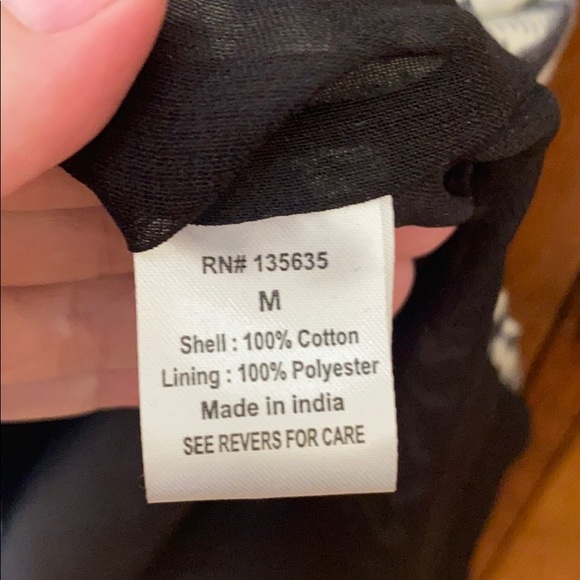 RN# 135635
M
Shell : 100% Cotton
Lining : 100% Polyester
Made in india
SEE REVERS FOR CARE